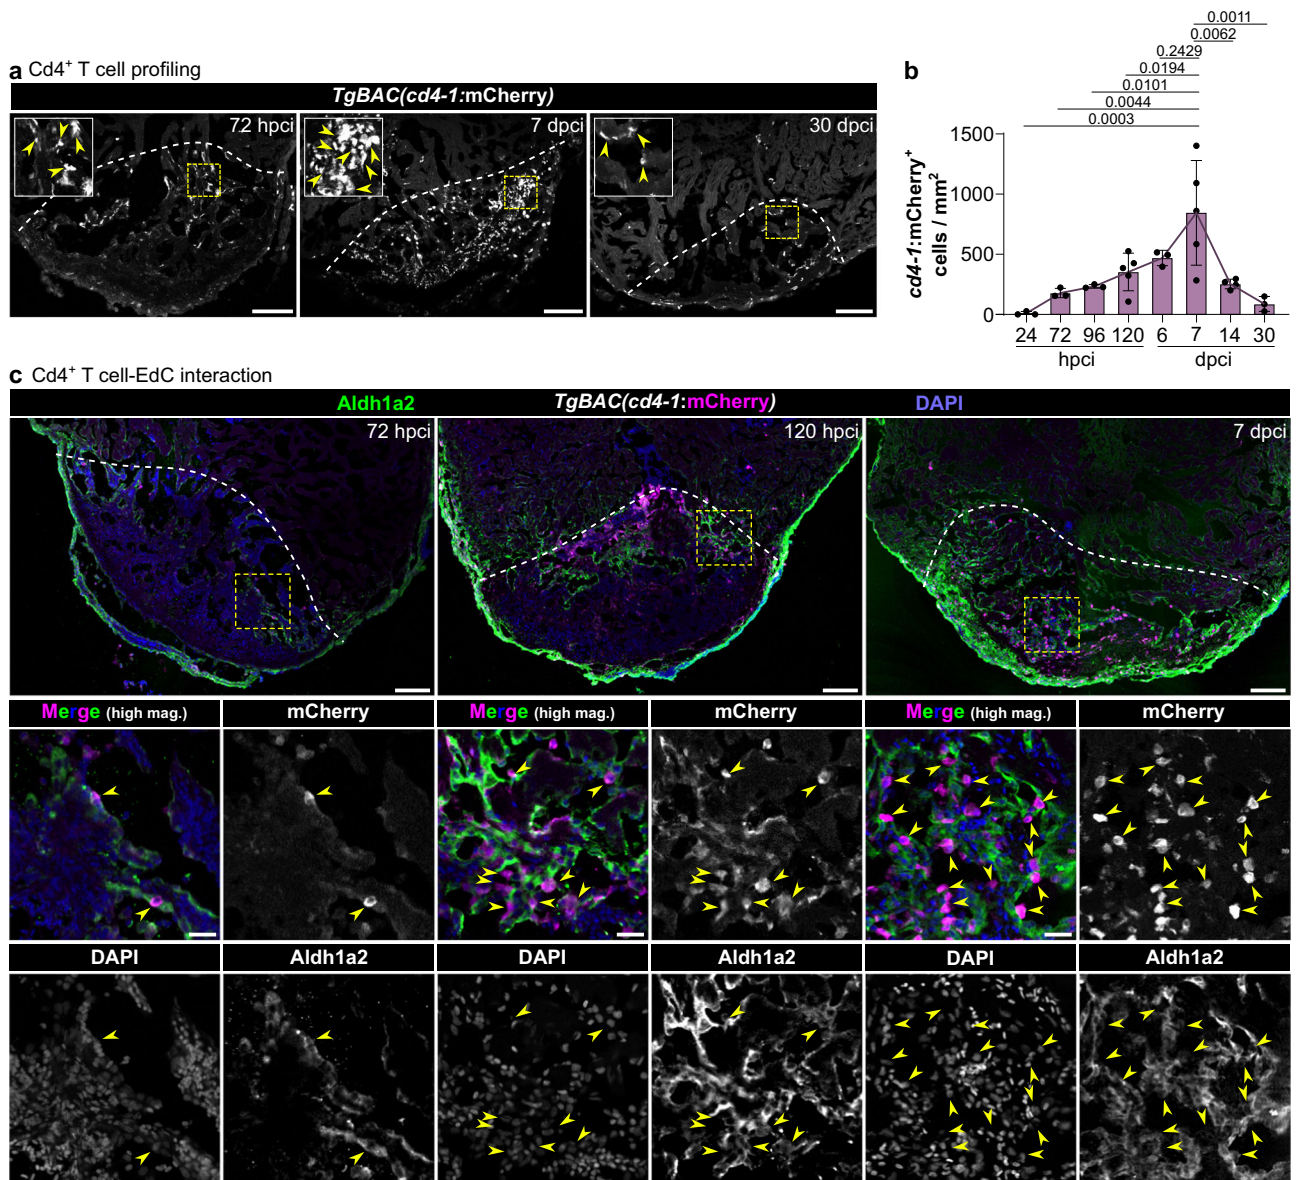 a Cd4⁺ T cell profiling
TgBAC(cd4-1:mCherry)
72 hpci
7 dpci
30 dpci
b
0.0011
0.0062
0.2429
0.0194
0.0101
0.0044
0.0003
cd4-1:mCherry⁺
cells / mm²
1500
1000
500
0
24 72 96 120 6 7 14 30
hpci dpci
c Cd4⁺ T cell-EdC interaction
Aldh1a2 TgBAC(cd4-1:mCherry) DAPI
72 hpci
120 hpci
7 dpci
Merge (high mag.) mCherry Merge (high mag.) mCherry Merge (high mag.) mCherry
DAPI Aldh1a2 DAPI Aldh1a2 DAPI Aldh1a2